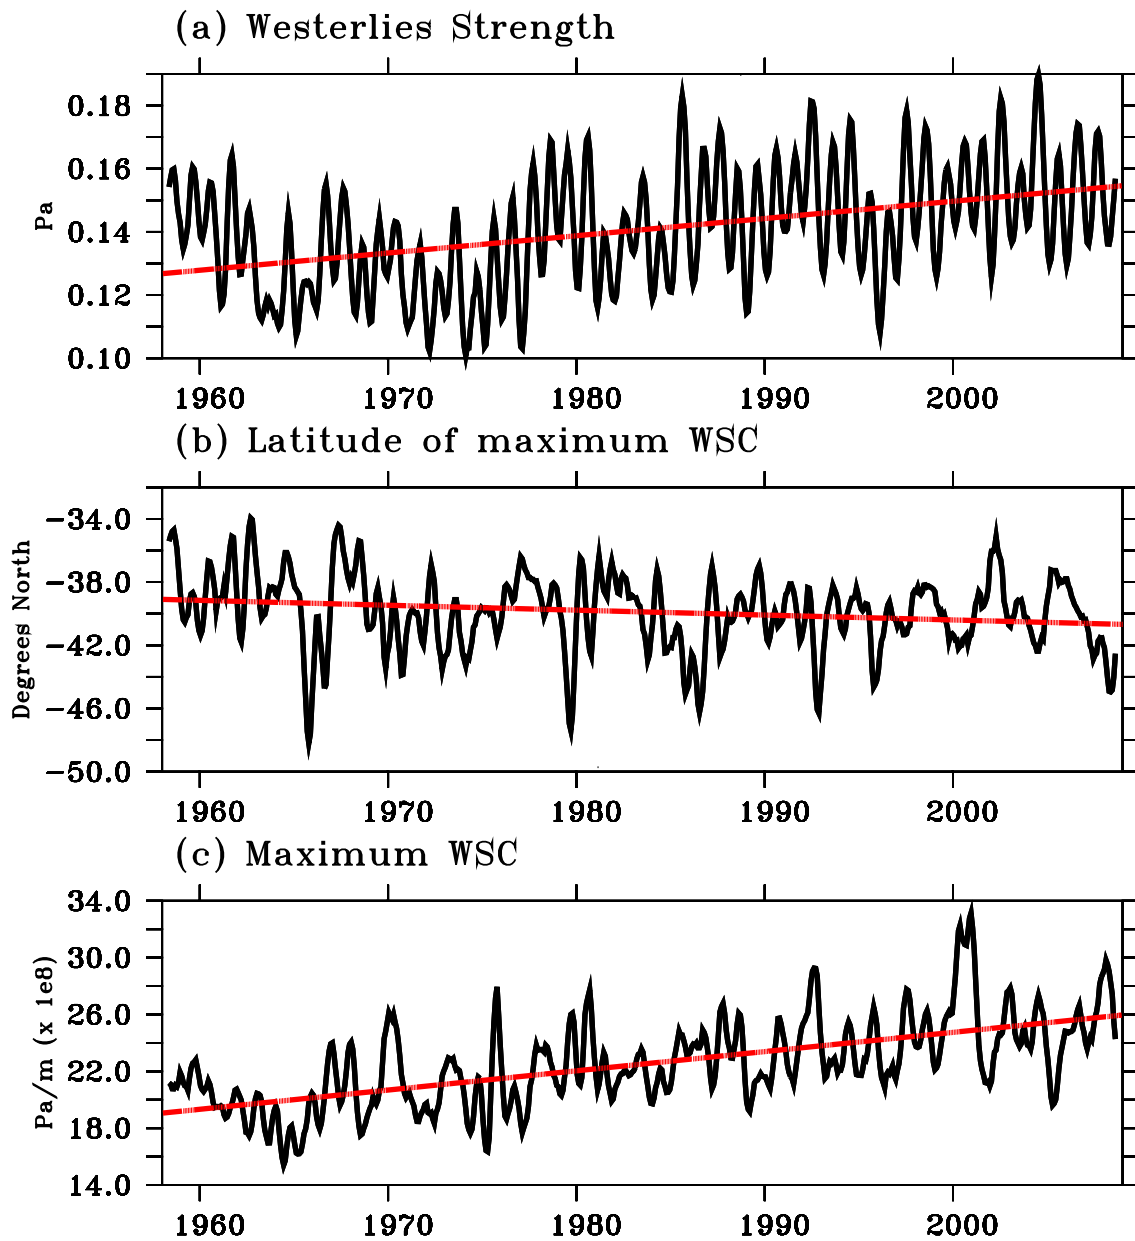 (a) Westerlies Strength
Pa
0.18
0.16
0.14
0.12
0.10
1960 1970 1980 1990 2000
(b) Latitude of maximum WSC
Degrees North
−34.0
−38.0
−42.0
−46.0
−50.0
1960 1970 1980 1990 2000
(c) Maximum WSC
Pa/m (x 1e8)
34.0
30.0
26.0
22.0
18.0
14.0
1960 1970 1980 1990 2000